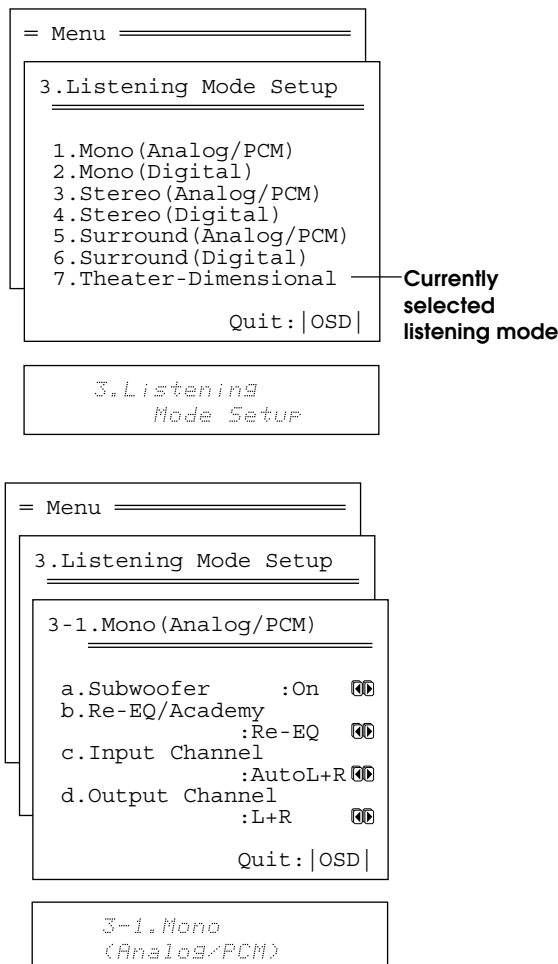 = Menu
3.Listening Mode Setup
1.Mono(Analog/PCM)
2.Mono(Digital)
3.Stereo(Analog/PCM)
4.Stereo(Digital)
5.Surround(Analog/PCM)
6.Surround(Digital)
7.Theater-Dimensional
Currently
selected
listening mode
Quit:|OSD|
3.Listening
Mode Setup
= Menu
3.Listening Mode Setup
3-1.Mono(Analog/PCM)
a.Subwoofer :On
b.Re-EQ/Academy
:Re-EQ
c.Input Channel
:AutoL+R
d.Output Channel
:L+R
Quit:|OSD|
3-1.Mono
(Analog/PCM)